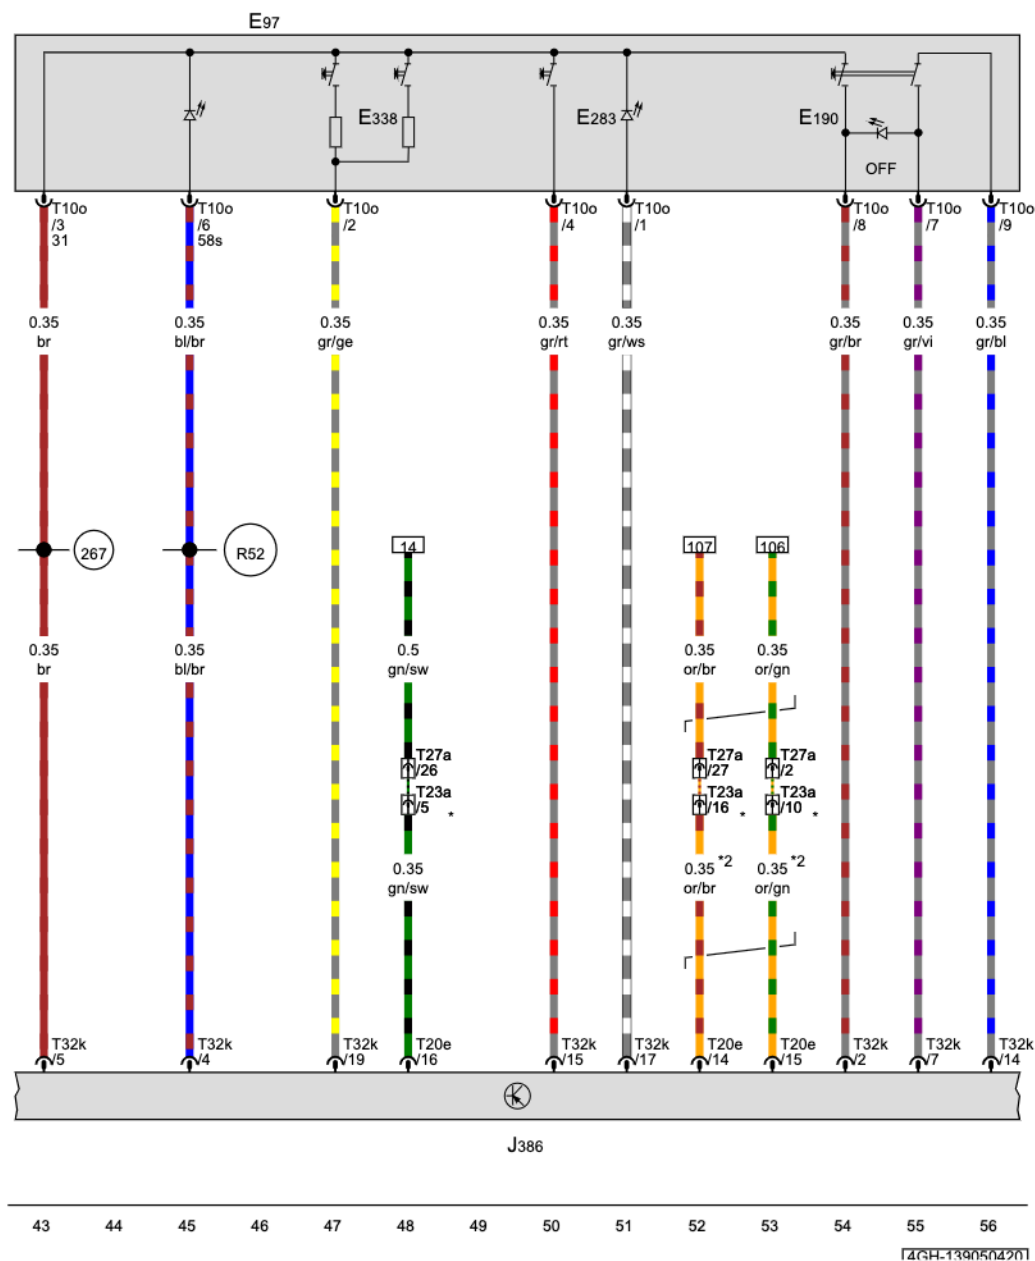 E97
E338
E283
E190
OFF
T10o T10o T10o T10o T10o T10o T10o T10o
/3 /6 /2 /4 /1 /8 /7 /9
31 58s
0.35 0.35 0.35 0.35 0.35 0.35 0.35 0.35
br bl/br gr/ge gr/rt gr/ws gr/br gr/vi gr/bl
267 R52 14 107 106
0.35 0.35 0.5 0.35 0.35
br bl/br gn/sw or/br or/gn
T27a T27a T27a
/26 /27 /2
T23a T23a T23a
/5 * /16 * /10 *
0.35 0.35 *2 0.35 *2
gn/sw or/br or/gn
T32k T32k T32k T20e T32k T32k T20e T20e T32k T32k T32k
/5 /4 /19 /16 /15 /17 /14 /15 /2 /7 /14
J386
43 44 45 46 47 48 49 50 51 52 53 54 55 56
4GH-139050420